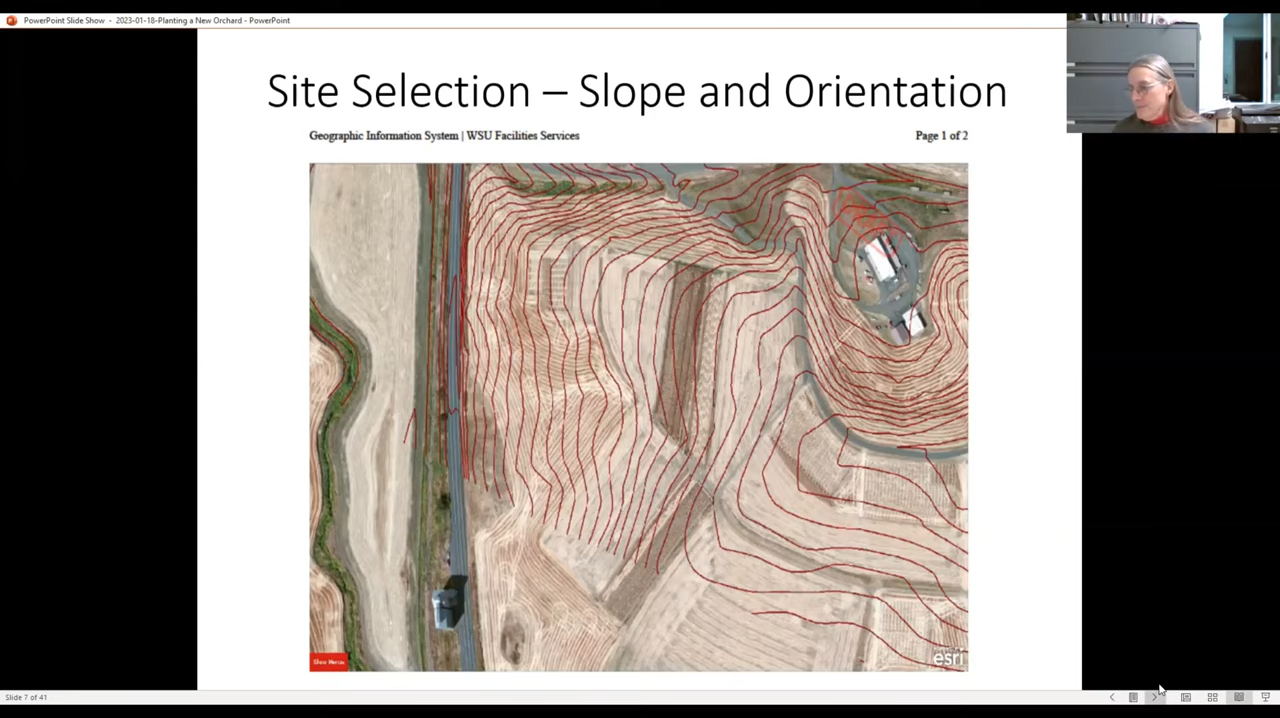 PowerPoint Slide Show - 2023-01-18-Planting a New Orchard - PowerPoint
Site Selection – Slope and Orientation
Geographic Information System | WSU Facilities Services
Page 1 of 2
esri
Slide 7 of 41